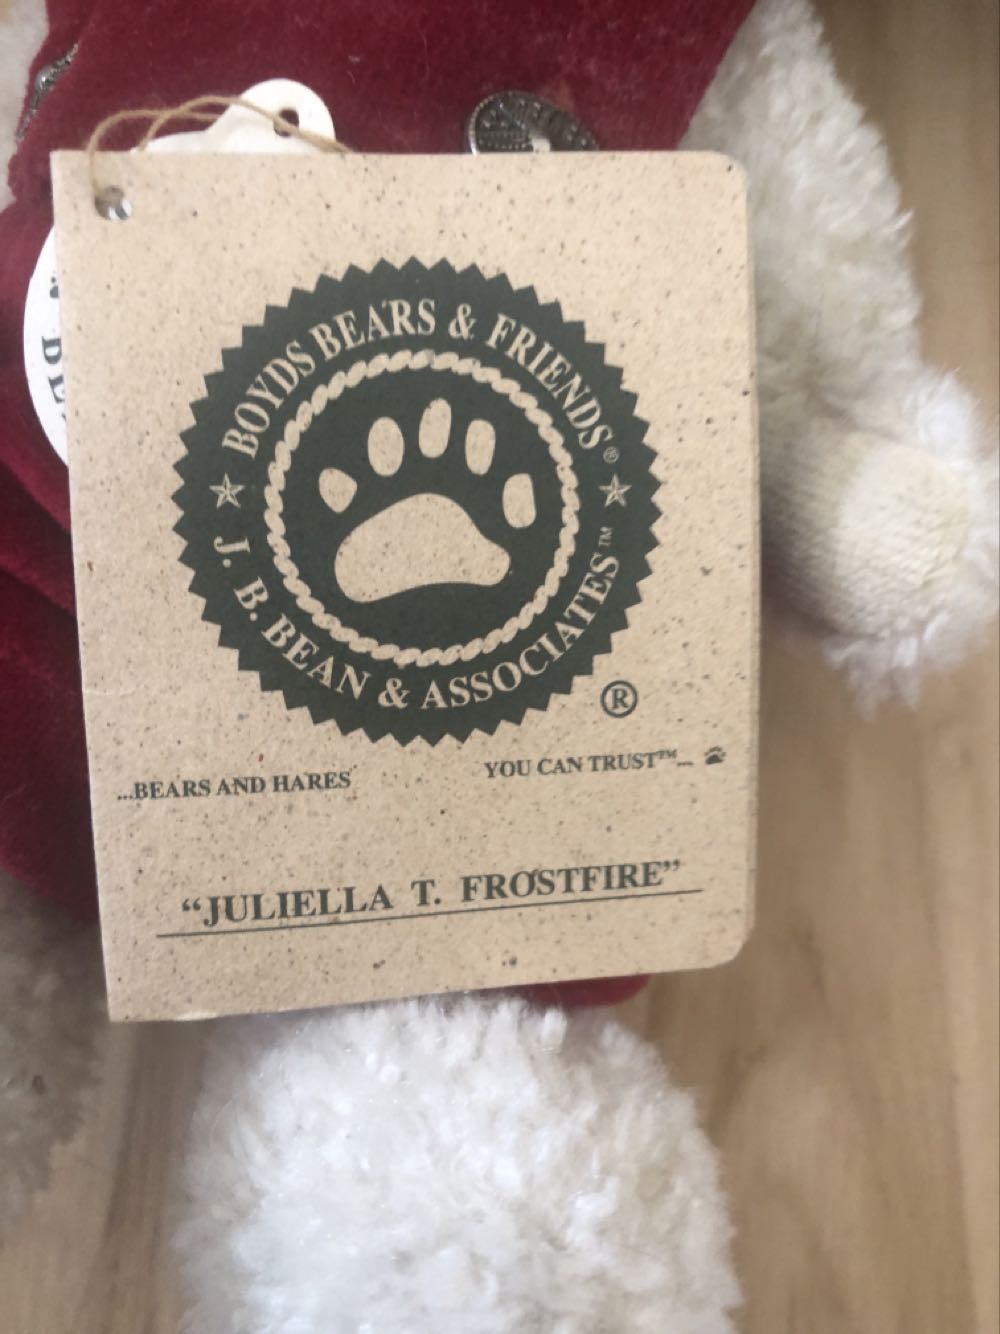 BOYDS BEARS & FRIENDS®
J. B. BEAN & ASSOCIATES™
®
...BEARS AND HARES
YOU CAN TRUST™...
"JULIELLA T. FROSTFIRE"